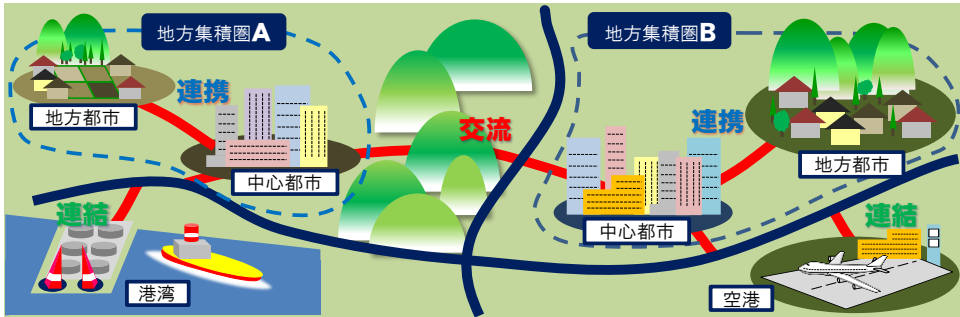 地方集積圏A
地方集積圏B
連携
地方都市
交流
連携
地方都市
中心都市
中心都市
連結
連結
港湾
空港